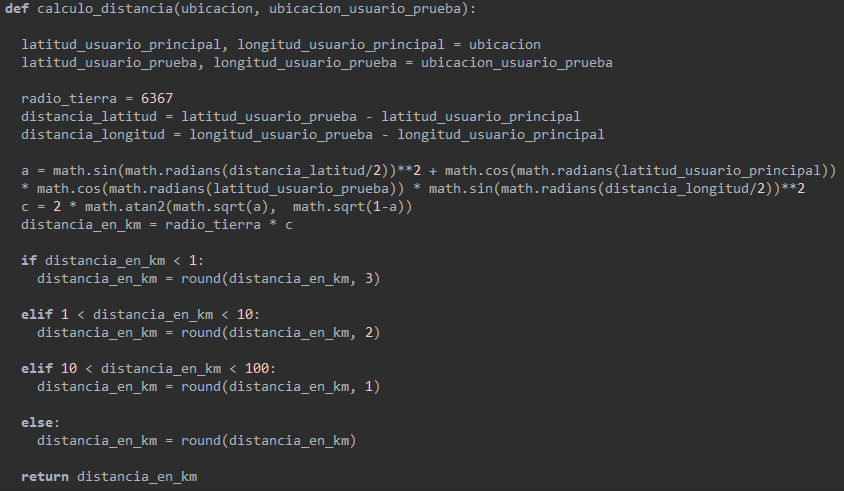 def calculo_distancia(ubicacion, ubicacion_usuario_prueba):
latitud_usuario_principal, longitud_usuario_principal = ubicacion
latitud_usuario_prueba, longitud_usuario_prueba = ubicacion_usuario_prueba
radio_tierra = 6367
distancia_latitud = latitud_usuario_prueba - latitud_usuario_principal
distancia_longitud = longitud_usuario_prueba - longitud_usuario_principal
a = math.sin(math.radians(distancia_latitud/2))**2 + math.cos(math.radians(latitud_usuario_principal))
* math.cos(math.radians(latitud_usuario_prueba)) * math.sin(math.radians(distancia_longitud/2))**2
c = 2 * math.atan2(math.sqrt(a),  math.sqrt(1-a))
distancia_en_km = radio_tierra * c
if distancia_en_km < 1:
distancia_en_km = round(distancia_en_km, 3)
elif 1 < distancia_en_km < 10:
distancia_en_km = round(distancia_en_km, 2)
elif 10 < distancia_en_km < 100:
distancia_en_km = round(distancia_en_km, 1)
else:
distancia_en_km = round(distancia_en_km)
return distancia_en_km